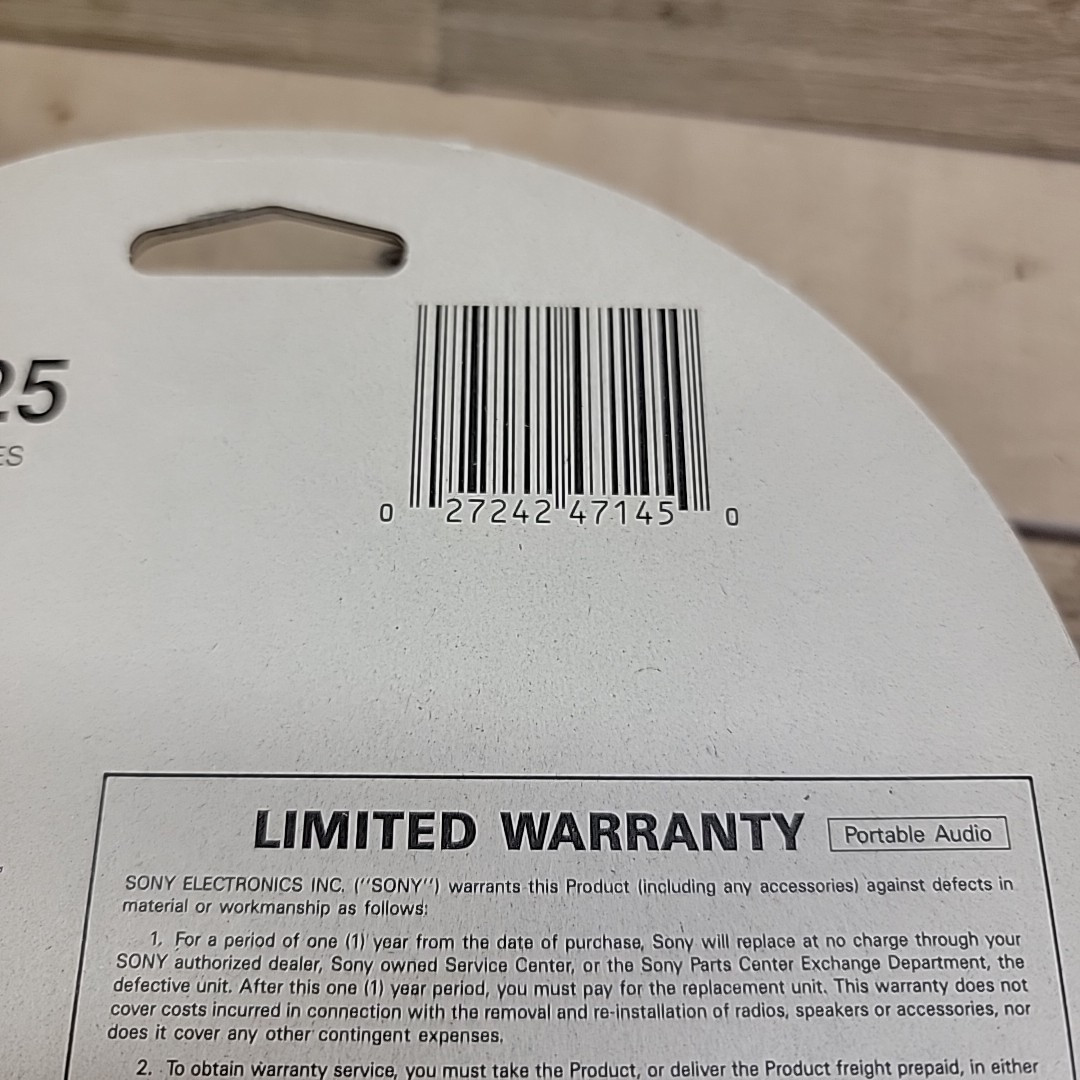 25
ES
0 27242 47145 0
LIMITED WARRANTY Portable Audio
SONY ELECTRONICS INC. (''SONY'') warrants this Product (including any accessories) against defects in
material or workmanship as follows:
1. For a period of one (1) year from the date of purchase, Sony will replace at no charge through your
SONY authorized dealer, Sony owned Service Center, or the Sony Parts Center Exchange Department, the
defective unit. After this one (1) year period, you must pay for the replacement unit. This warranty does not
cover costs incurred in connection with the removal and re-installation of radios, speakers or accessories, nor
does it cover any other contingent expenses.
2. To obtain warranty service, you must take the Product, or deliver the Product freight prepaid, in either